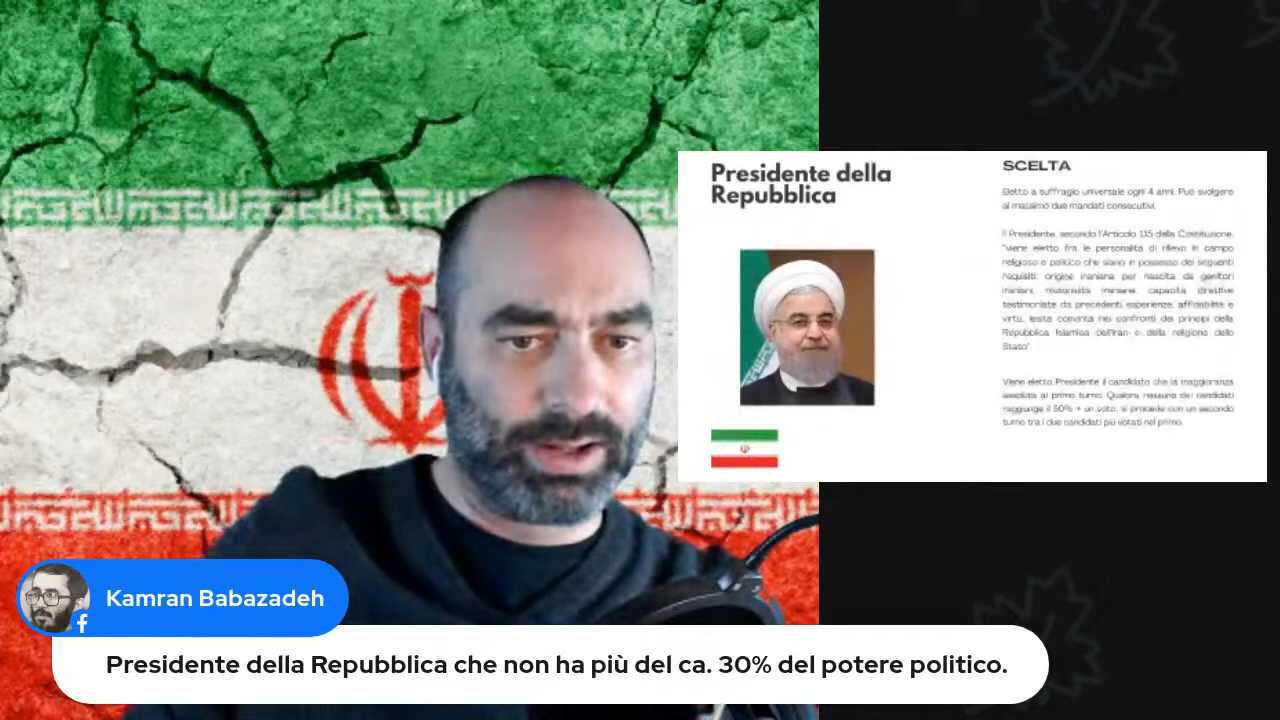 Presidente della
Repubblica
SCELTA
Eletto a suffragio universale ogni 4 anni. Può svolgere
al massimo due mandati consecutivi.
Il Presidente, secondo l'Articolo 115 della Costituzione,
"viene eletto fra le personalità di rilievo in campo
religioso e politico che siano in possesso dei seguenti
requisiti: origine iraniana per nascita da genitori
iraniani, nazionalità iraniana, capacità direttive
testimoniate da precedenti esperienze, affidabilità e
virtù, lealtà convinta nei confronti dei principi della
Repubblica Islamica dell'Iran e della religione dello
Stato".
Viene eletto Presidente il candidato che la maggioranza
assoluta al primo turno. Qualora nessuno dei candidati
raggiunge il 50% + un voto, si procede con un secondo
turno tra i due candidati più votati nel primo.
Kamran Babazadeh
Presidente della Repubblica che non ha più del ca. 30% del potere politico.